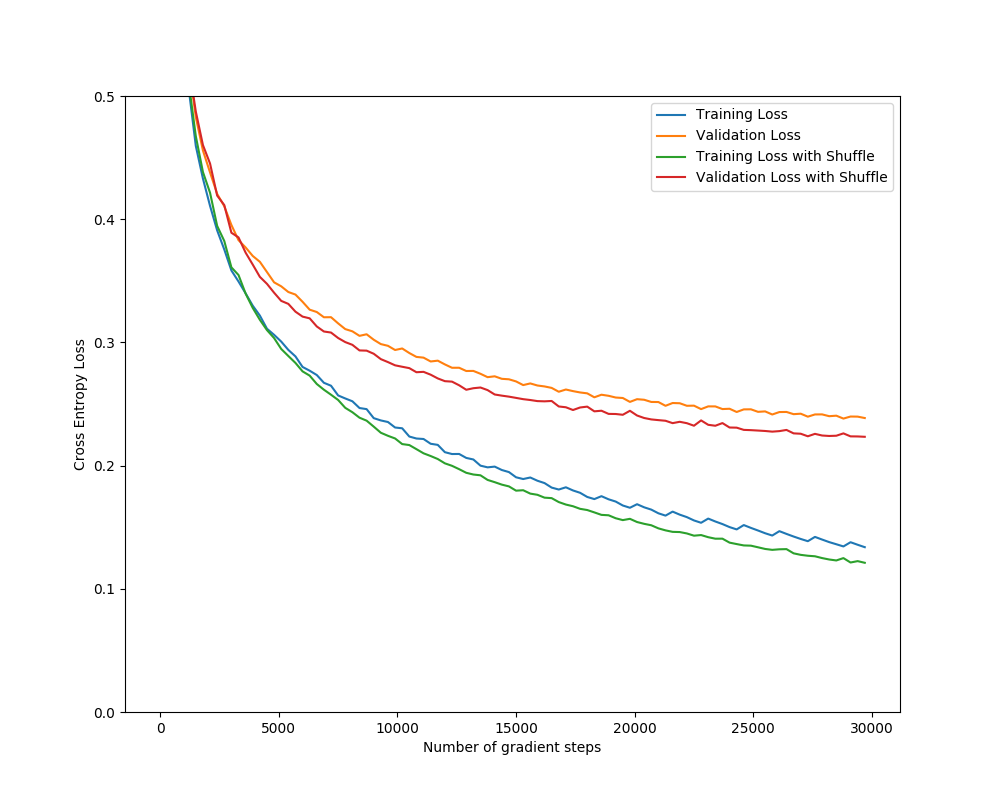 0.5
0.4
0.3
0.2
0.1
0.0
Cross Entropy Loss
Training Loss
Validation Loss
Training Loss with Shuffle
Validation Loss with Shuffle
0 5000 10000 15000 20000 25000 30000
Number of gradient steps